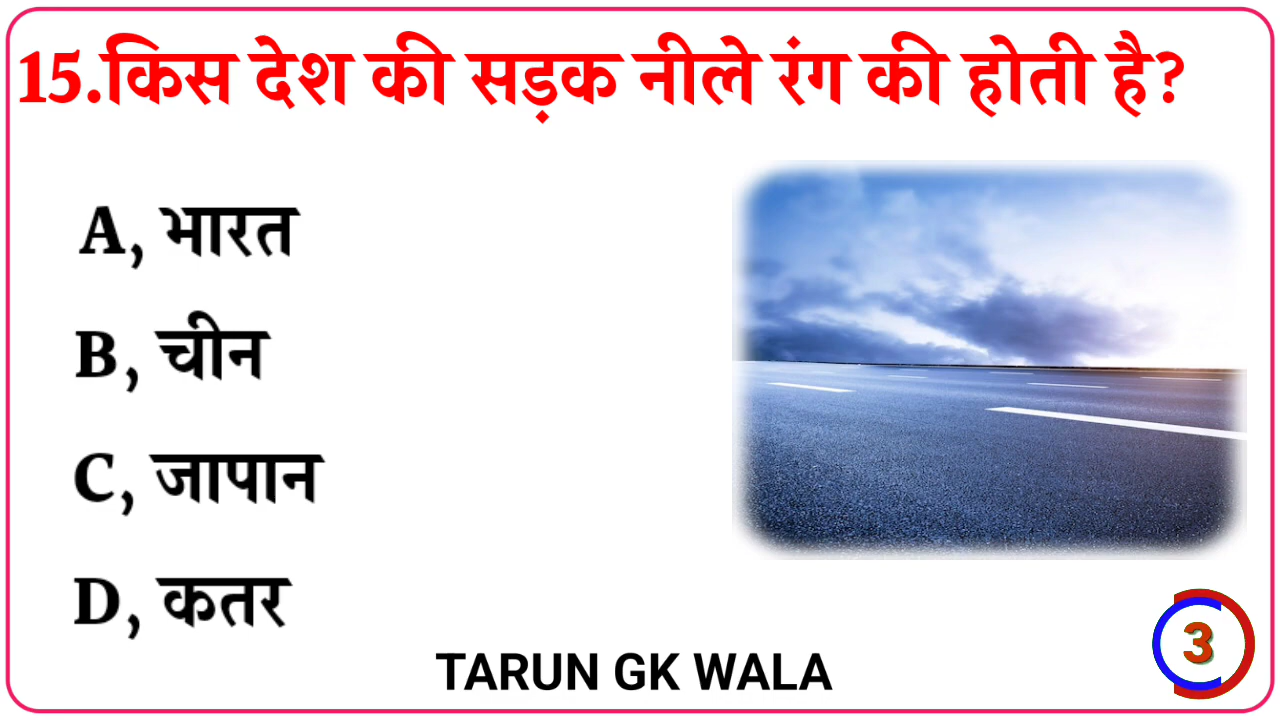 15.किस देश की सड़क नीले रंग की होती है?
A, भारत
B, चीन
C, जापान
D, कतर
TARUN GK WALA
3